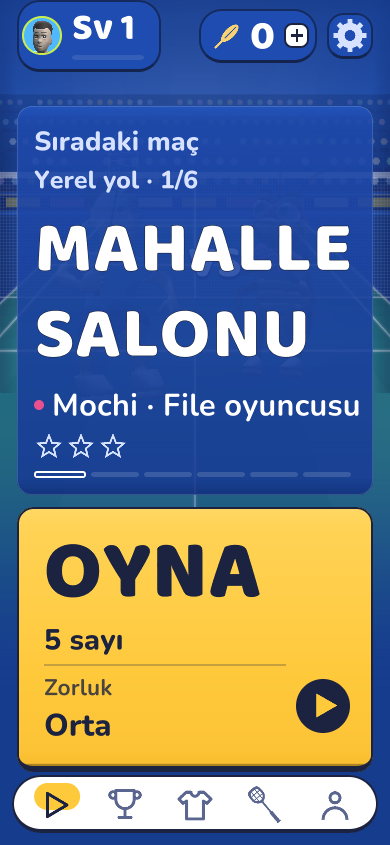 Sv 1
0
Sıradaki maç
Yerel yol · 1/6
MAHALLE
SALONU
Mochi · File oyuncusu
OYNA
5 sayı
Zorluk
Orta